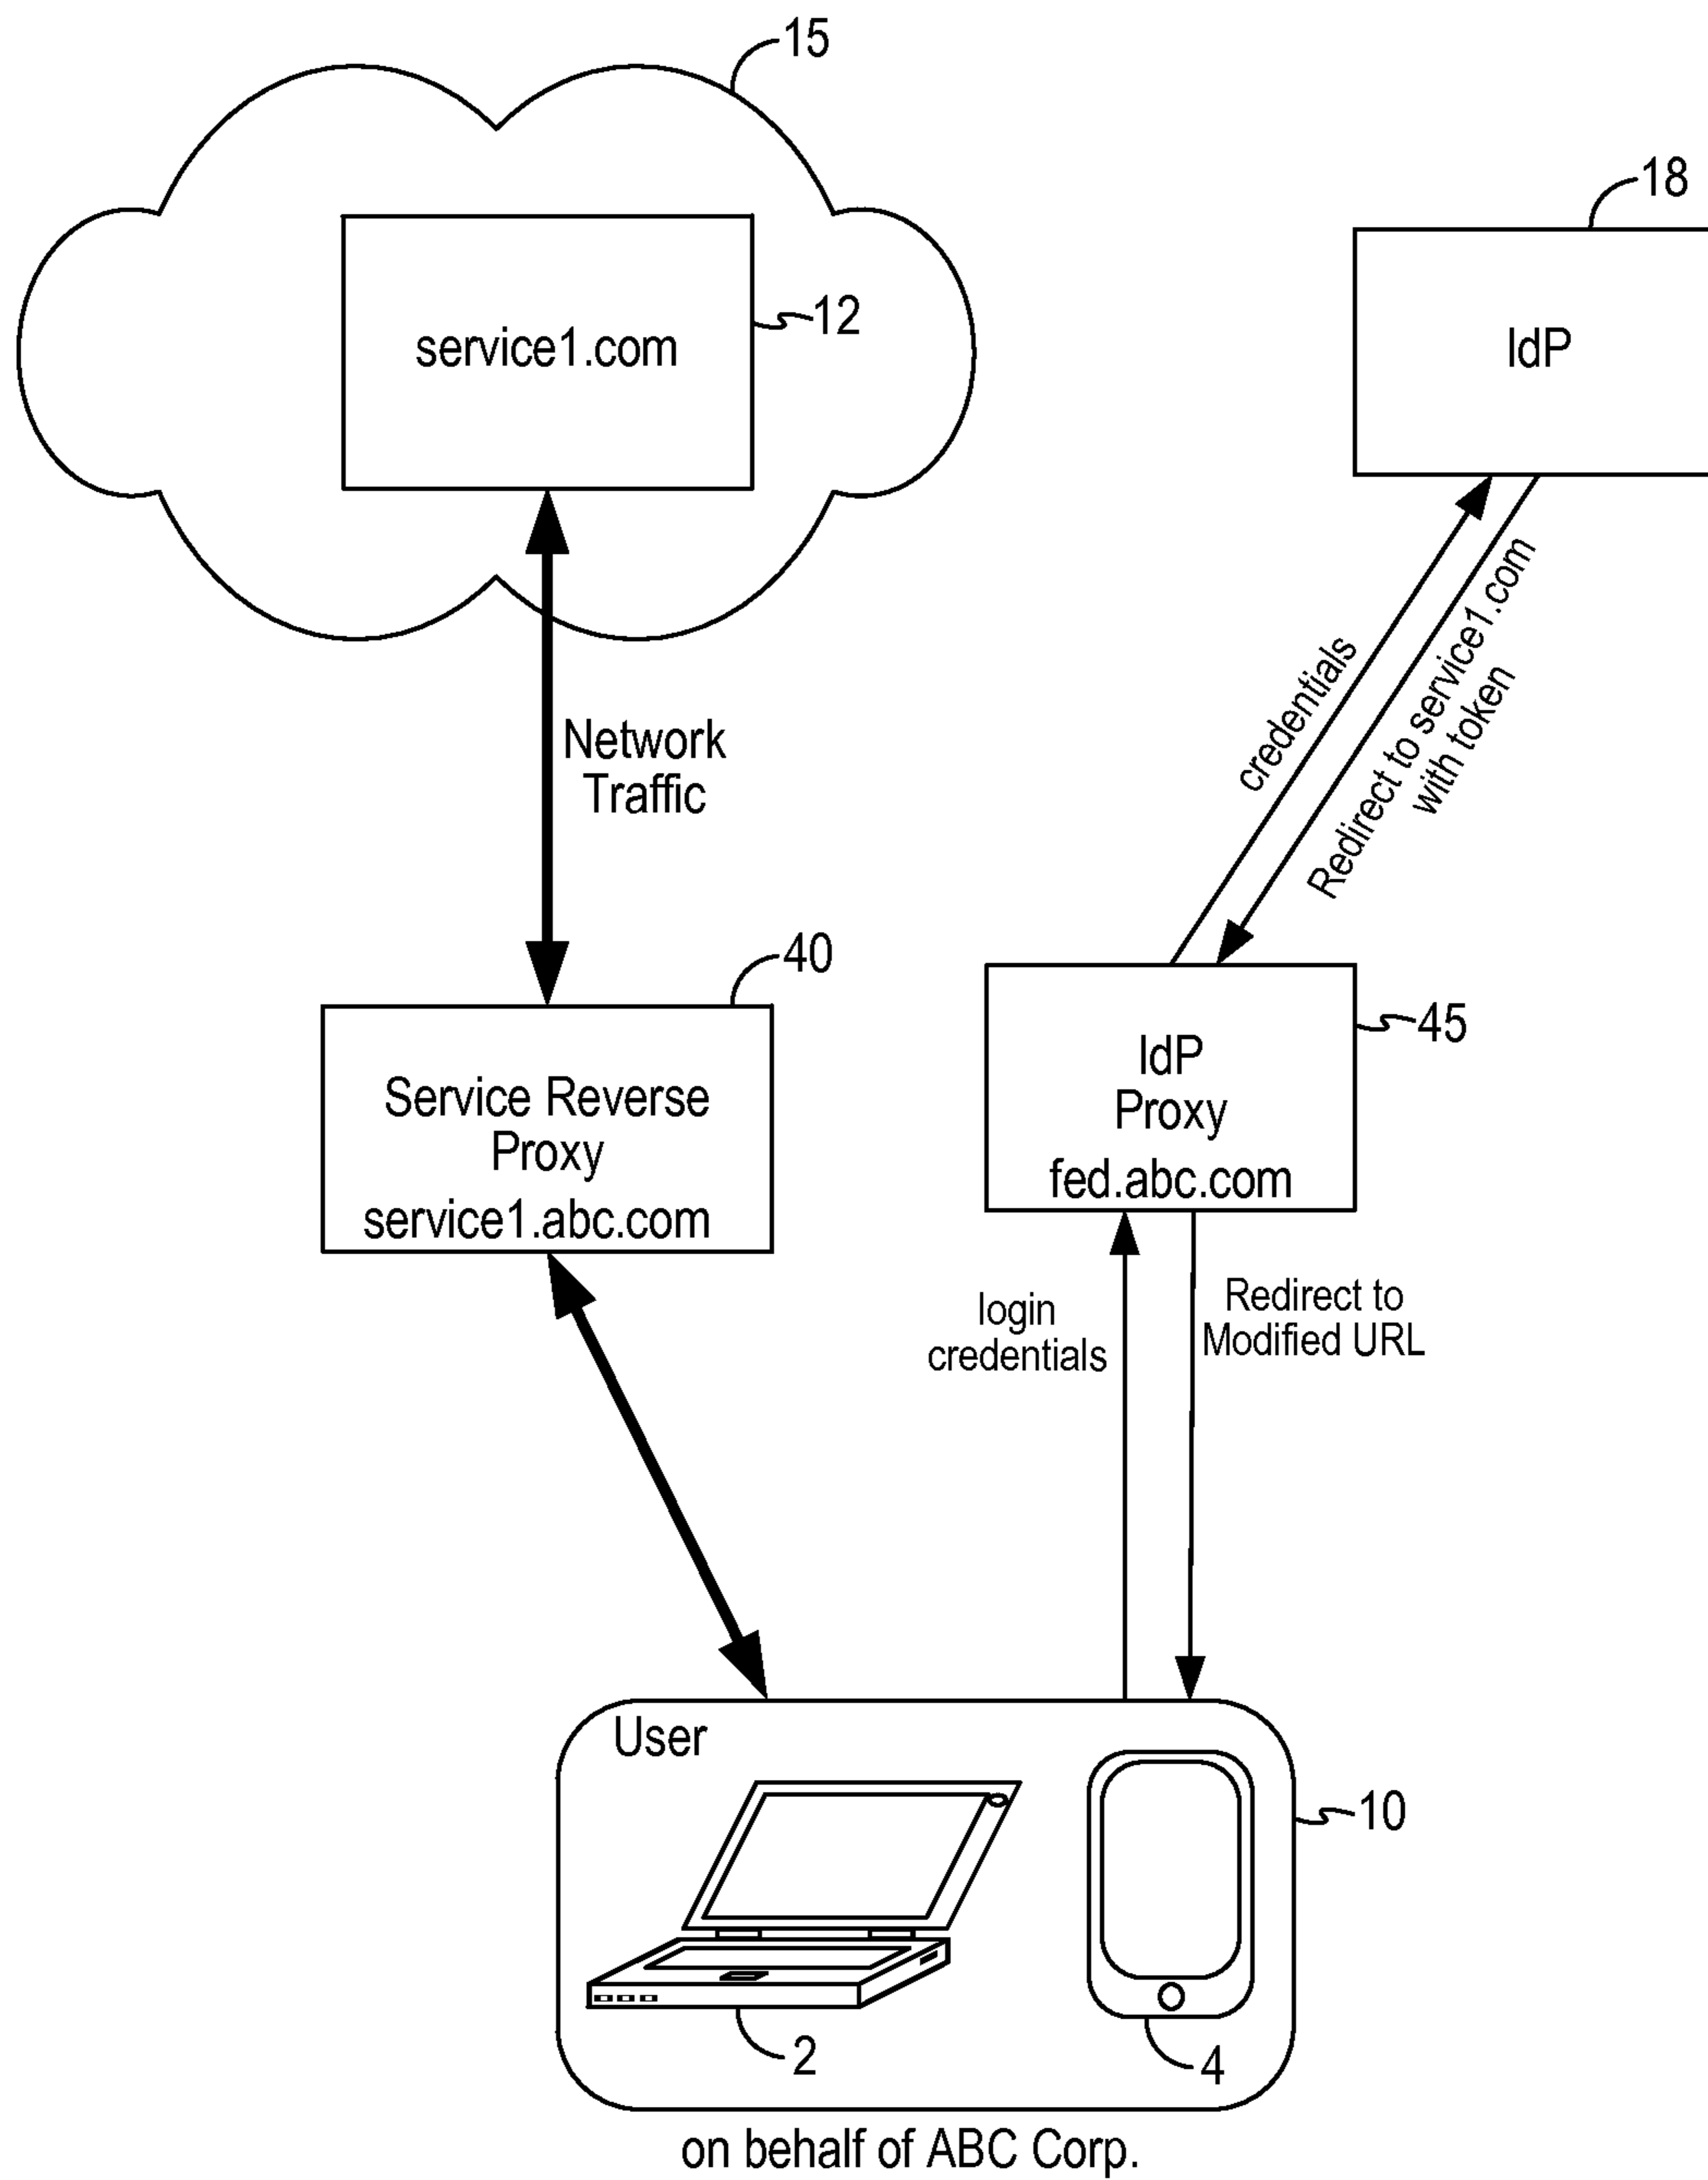 15
18
service1.com
12
IdP
credentials
Redirect to service1.com
with token
Network
Traffic
40
Service Reverse
Proxy
service1.abc.com
45
IdP
Proxy
fed.abc.com
login
credentials
Redirect to
Modified URL
User
10
2
4
on behalf of ABC Corp.